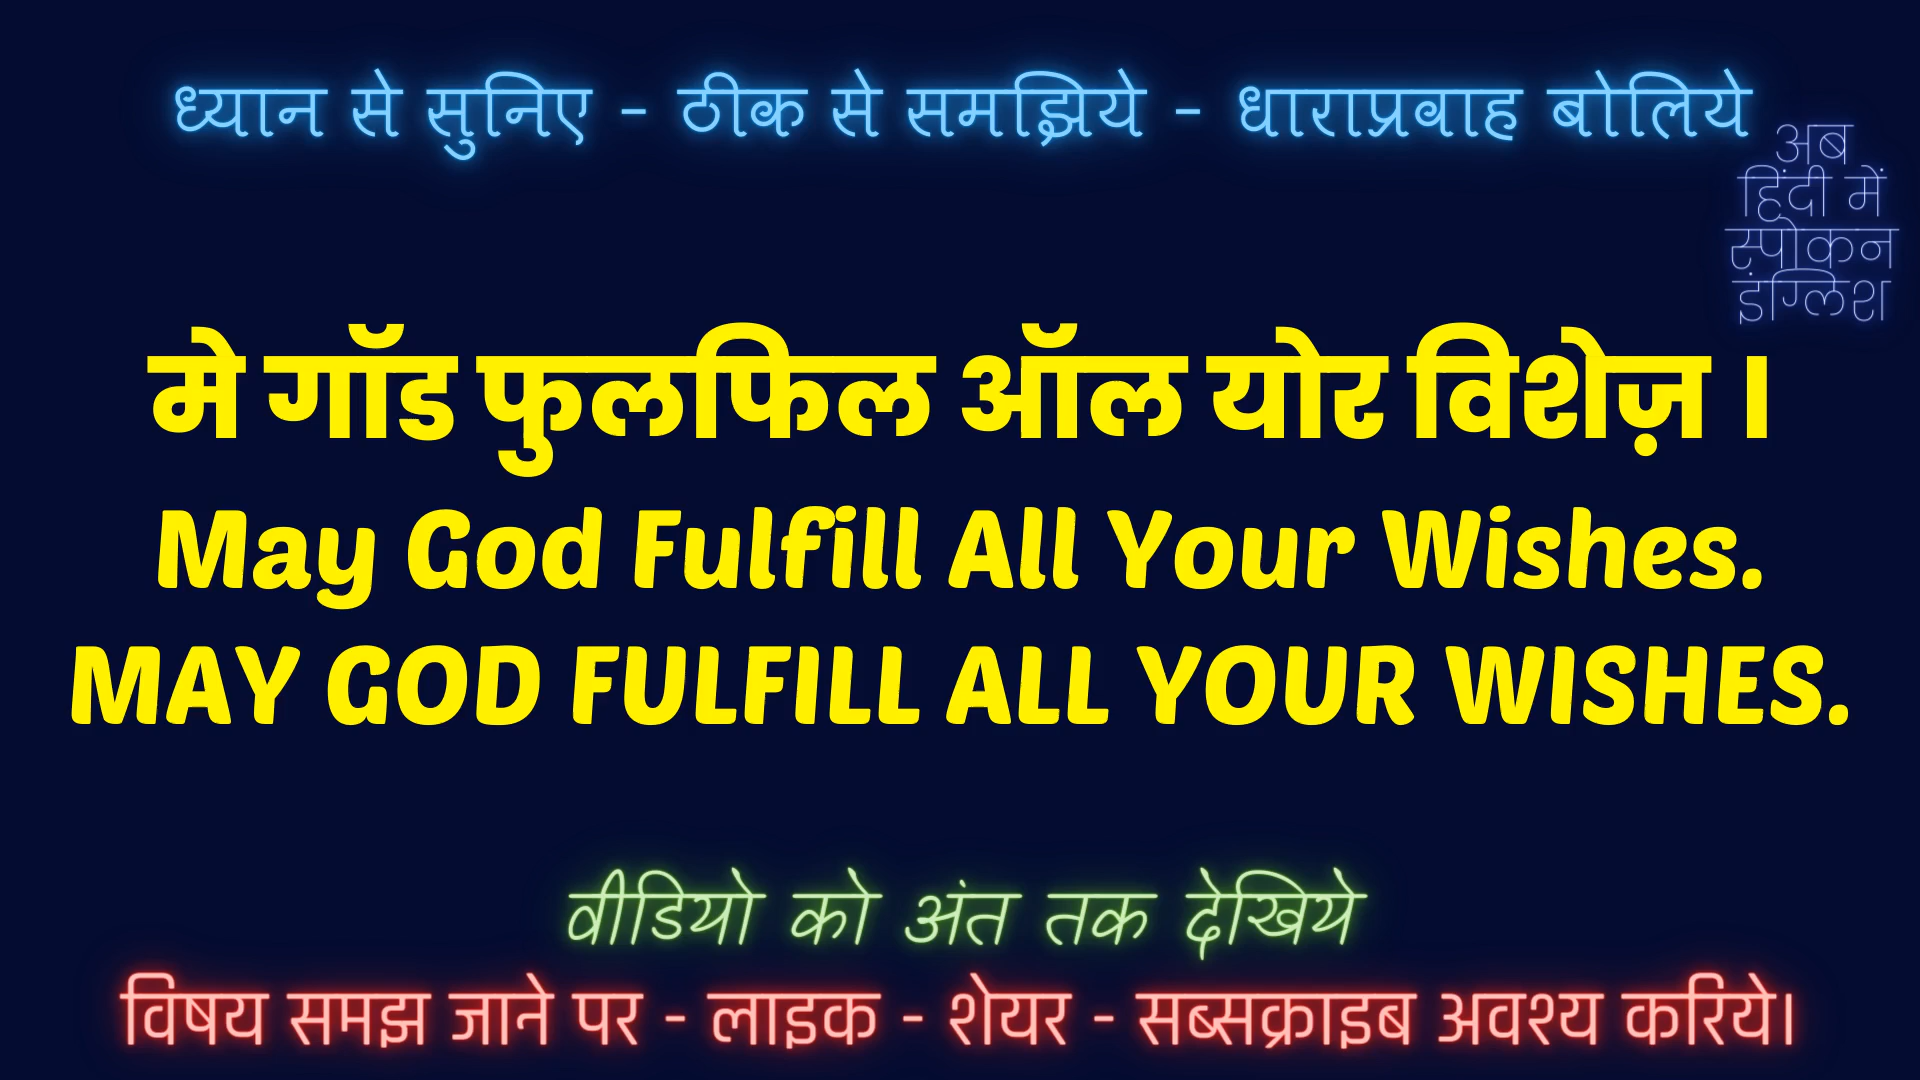 ध्यान से सुनिए - ठीक से समझिये - धाराप्रवाह बोलिये
अब
हिंदी में
स्पोकन
इंग्लिश
मे गॉड फुलफिल ऑल योर विशेज़ ।
May God Fulfill All Your Wishes.
MAY GOD FULFILL ALL YOUR WISHES.
वीडियो को अंत तक देखिये
विषय समझ जाने पर - लाइक - शेयर - सब्सक्राइब अवश्य करिये।